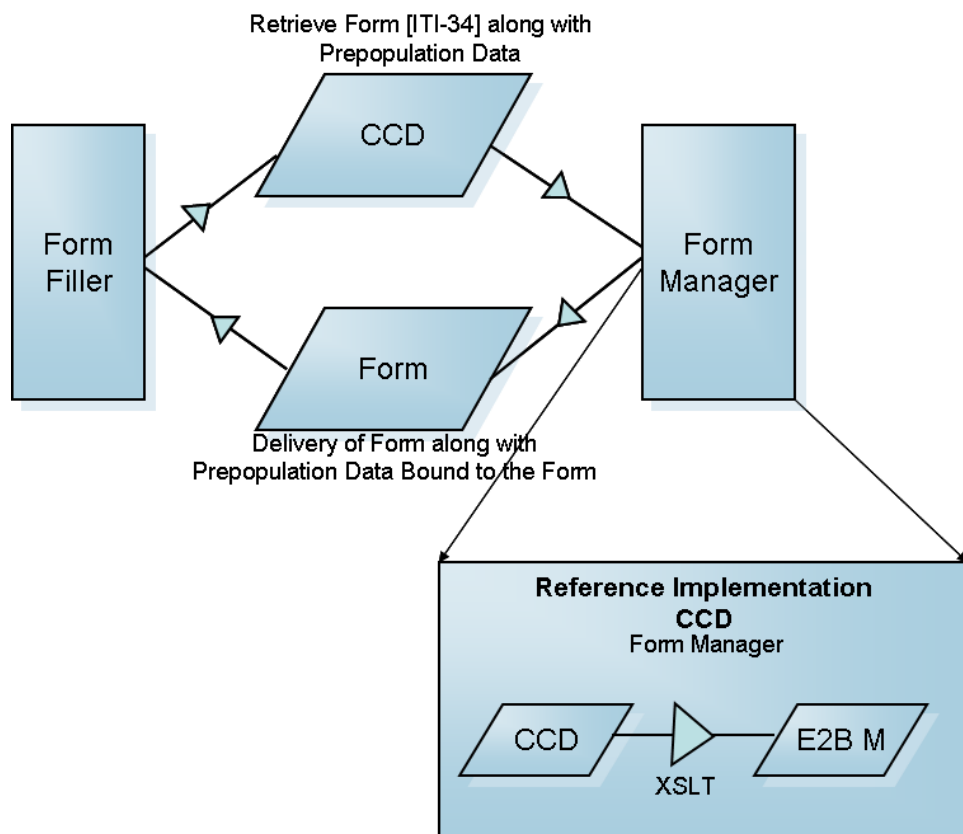 Retrieve Form [ITI-34] along with
Prepopulation Data
CCD
Form
Filler
Form
Manager
Form
Delivery of Form along with
Prepopulation Data Bound to the Form
Reference Implementation
CCD
Form Manager
CCD
E2B M
XSLT